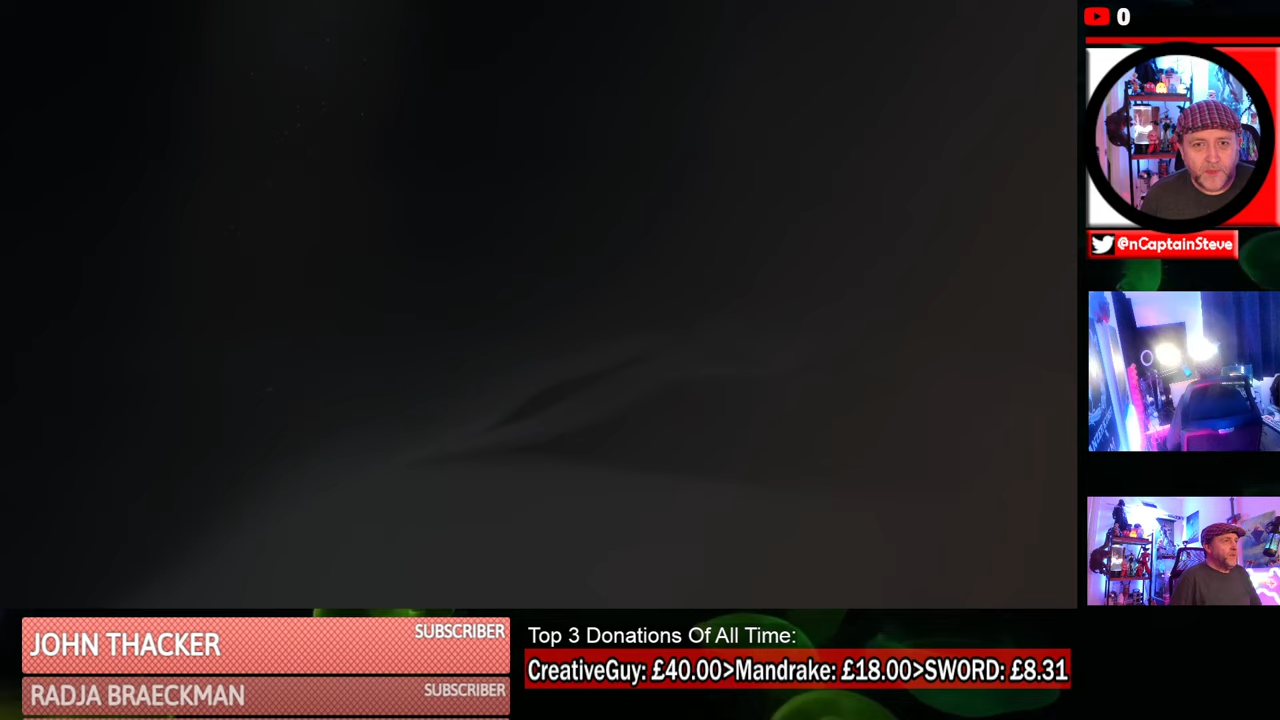 0
@nCaptainSteve
JOHN THACKER
SUBSCRIBER
RADJA BRAECKMAN
SUBSCRIBER
Top 3 Donations Of All Time:
CreativeGuy: £40.00>Mandrake: £18.00>SWORD: £8.31